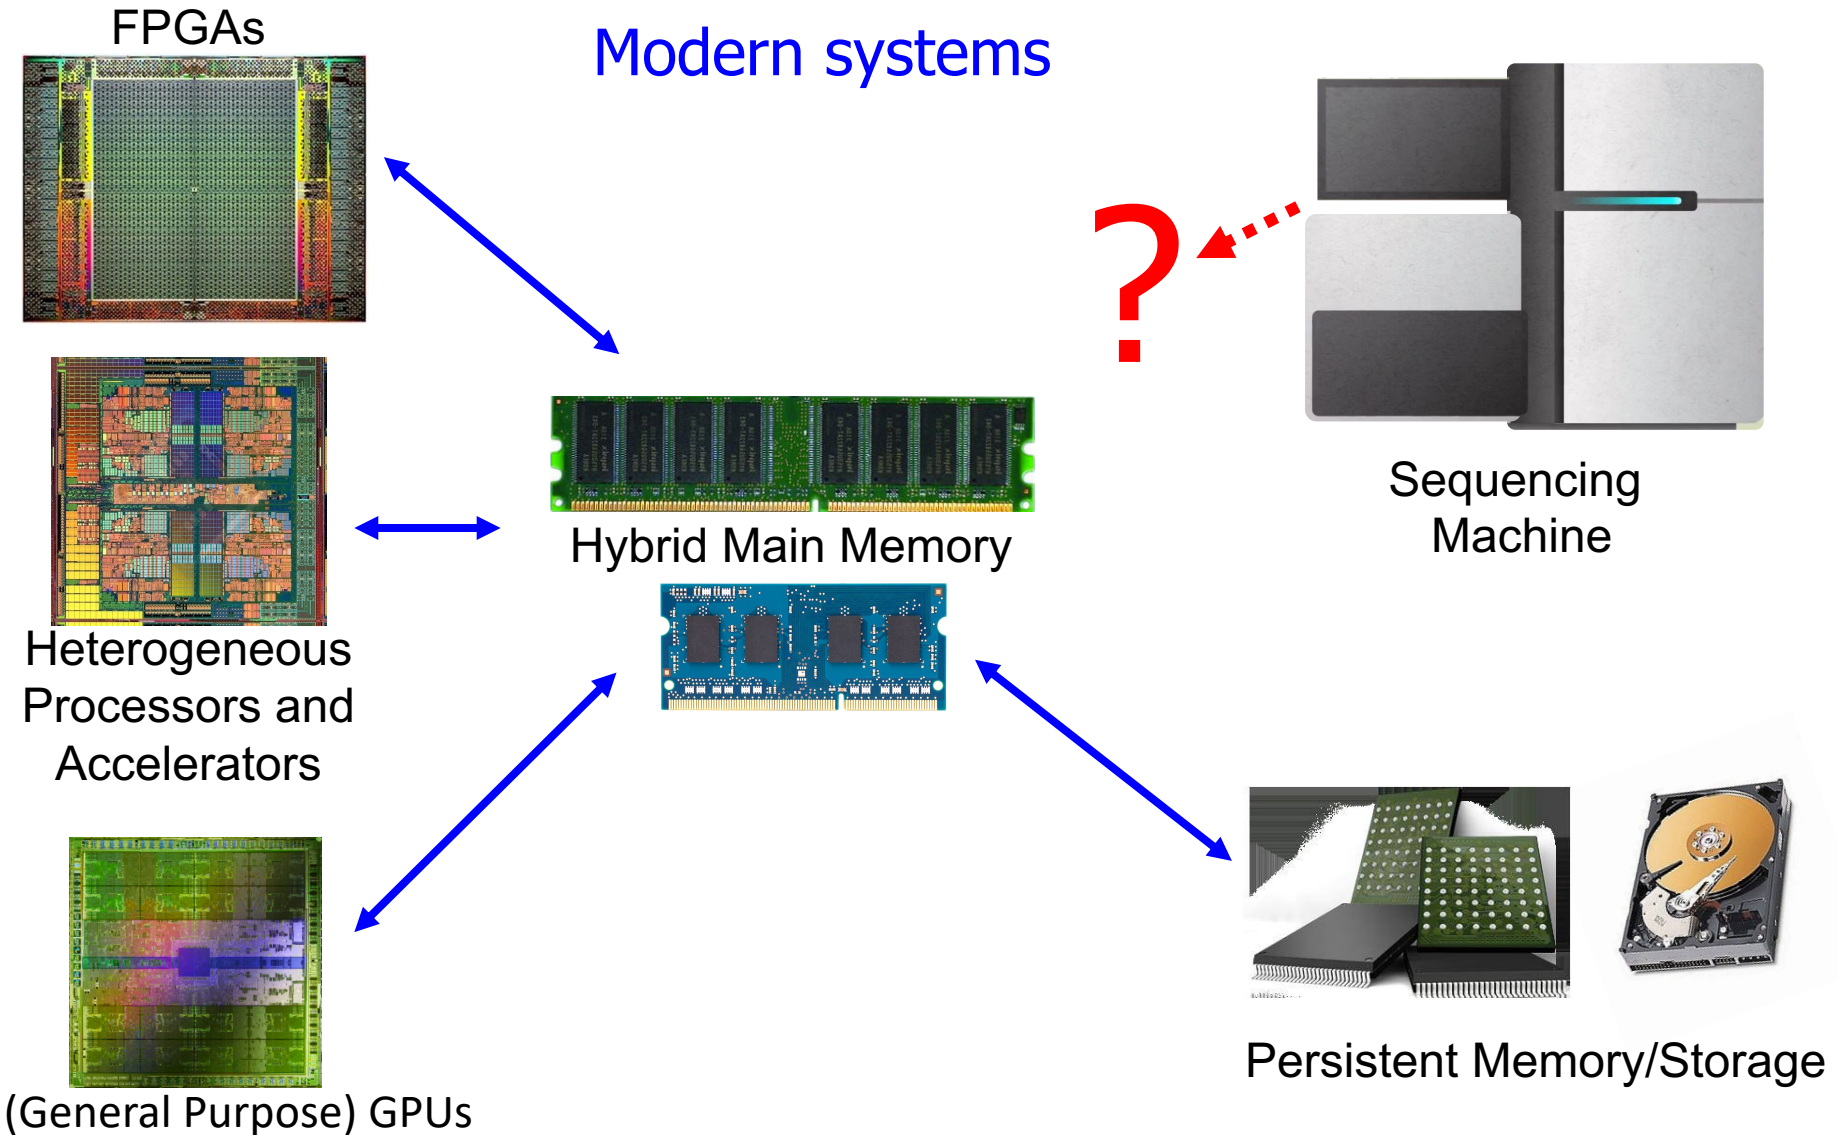 FPGAs
Modern systems
?
Sequencing
Machine
Hybrid Main Memory
Heterogeneous
Processors and
Accelerators
Persistent Memory/Storage
(General Purpose) GPUs